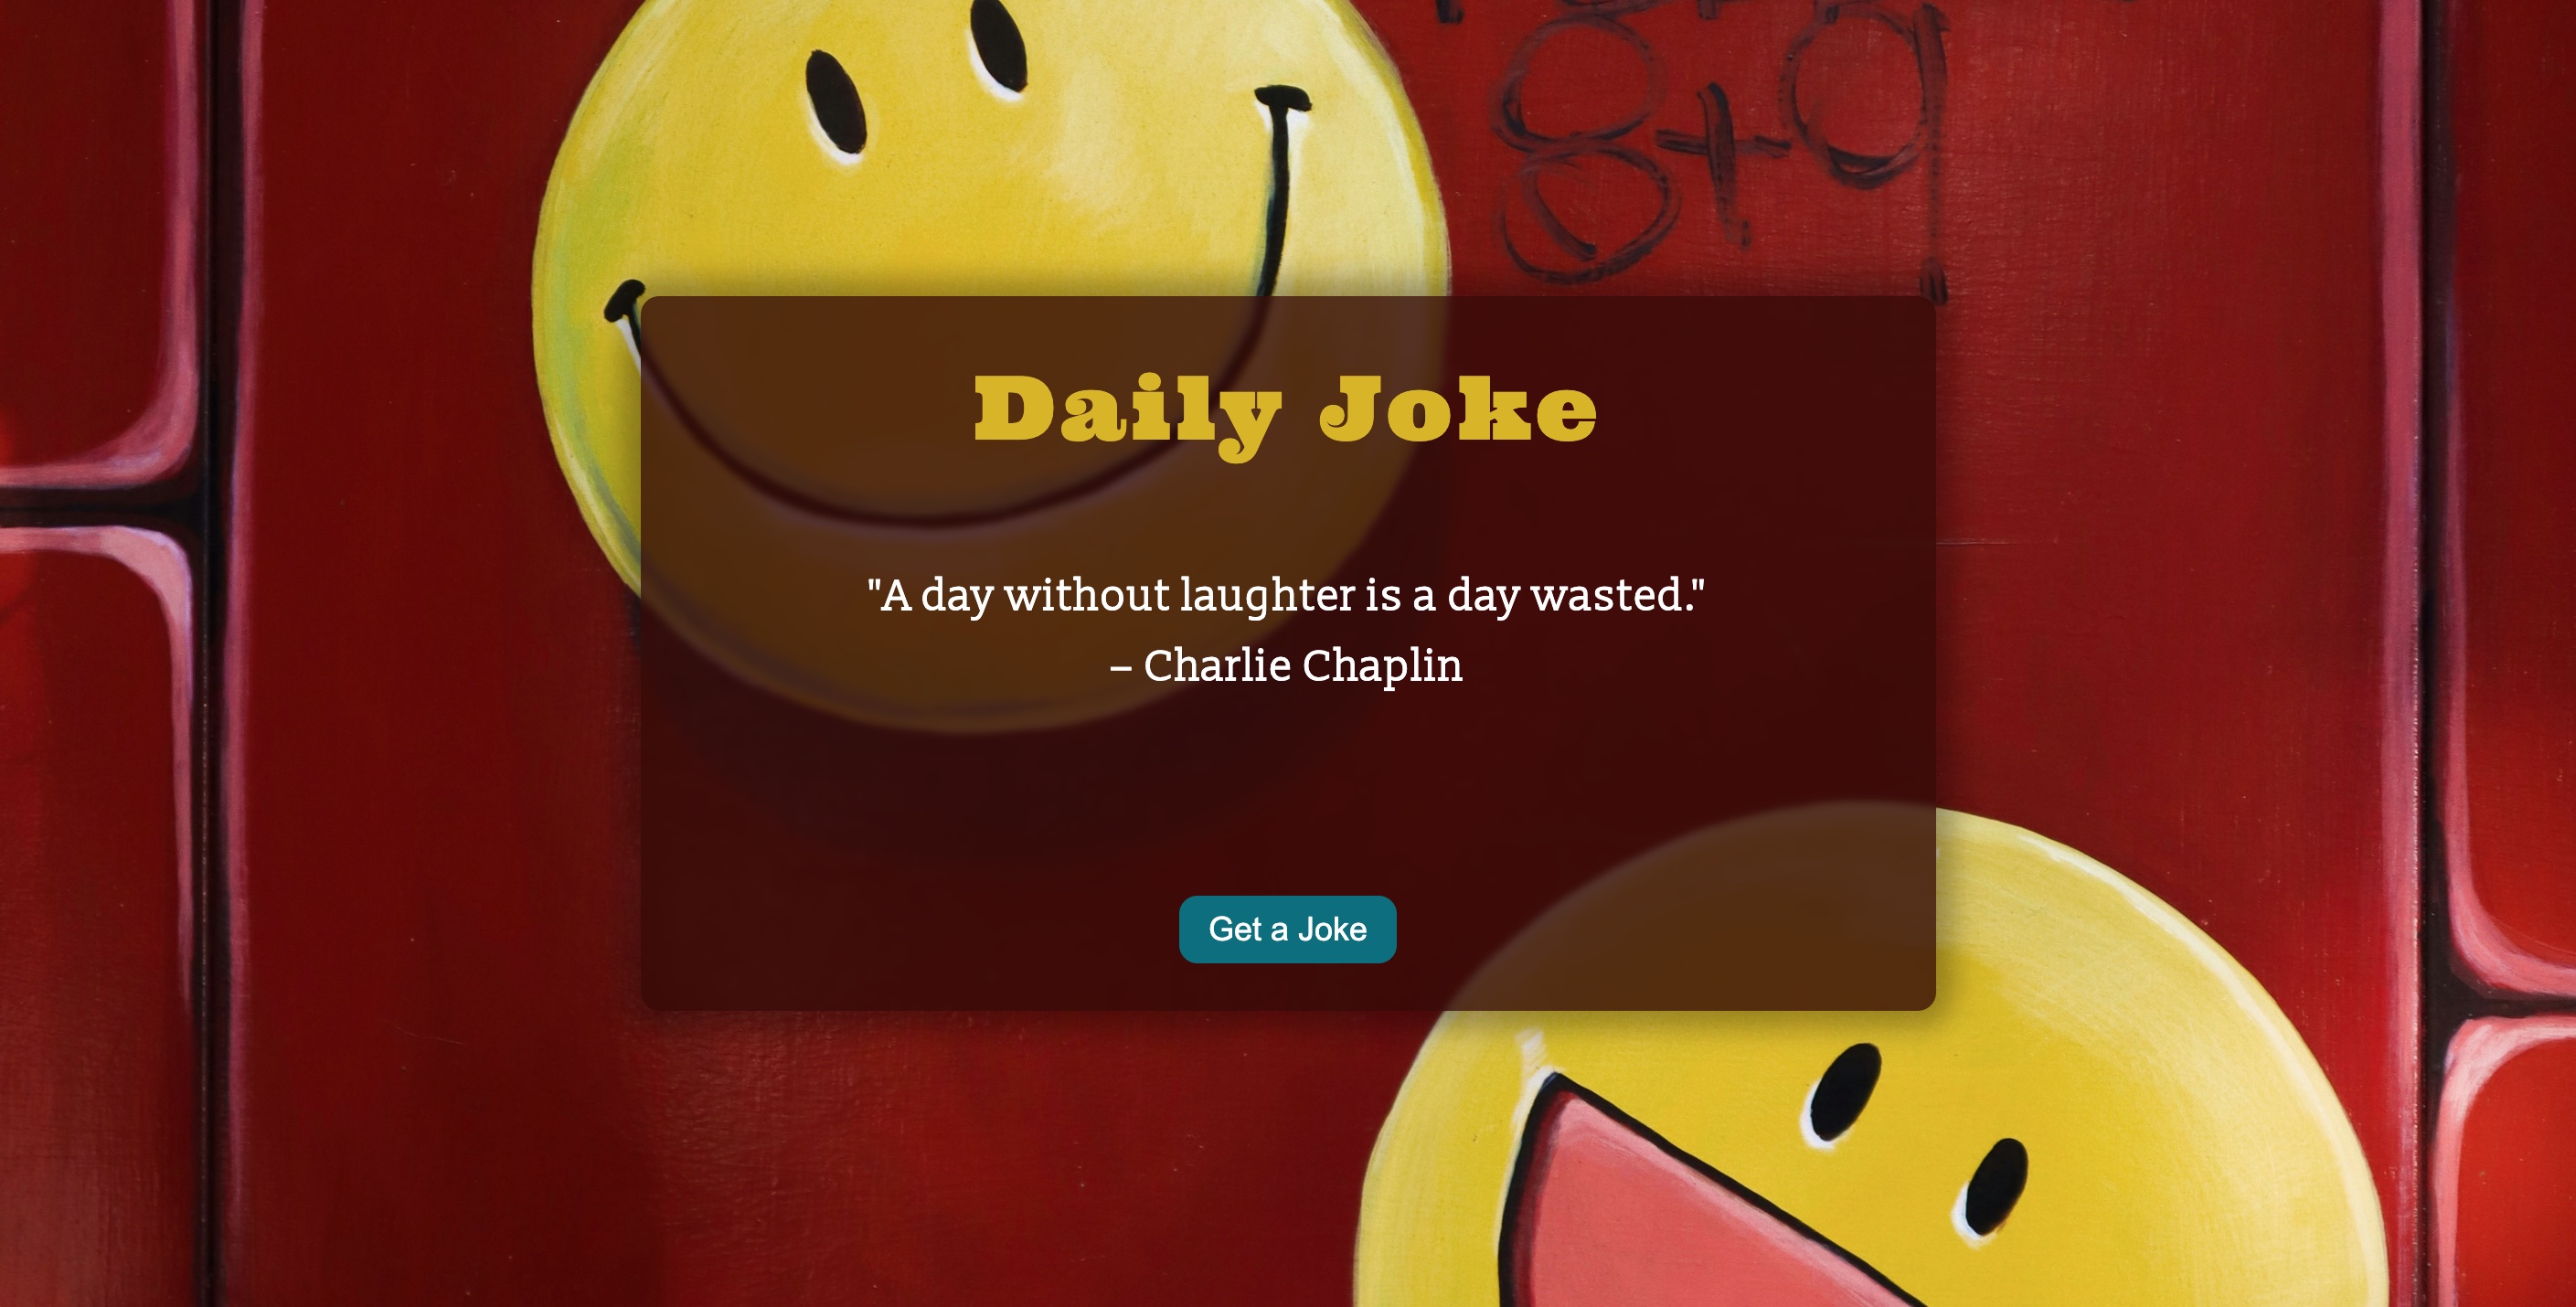 8+9
Daily Joke
"A day without laughter is a day wasted."
– Charlie Chaplin
Get a Joke